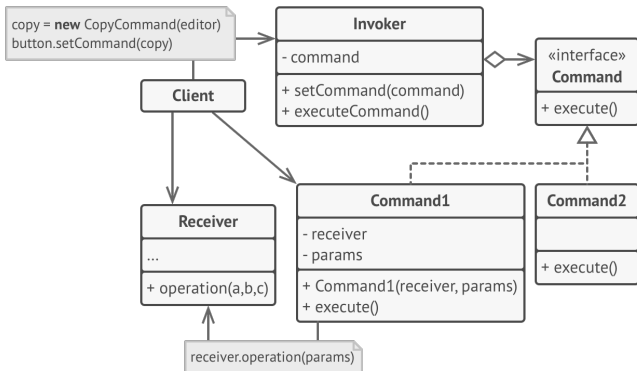 copy = new CopyCommand(editor)
button.setCommand(copy)
Client
Invoker
- command
+ setCommand(command)
+ executeCommand()
«interface»
Command
+ execute()
Receiver
...
+ operation(a,b,c)
Command1
- receiver
- params
+ Command1(receiver, params)
+ execute()
Command2
+ execute()
receiver.operation(params)